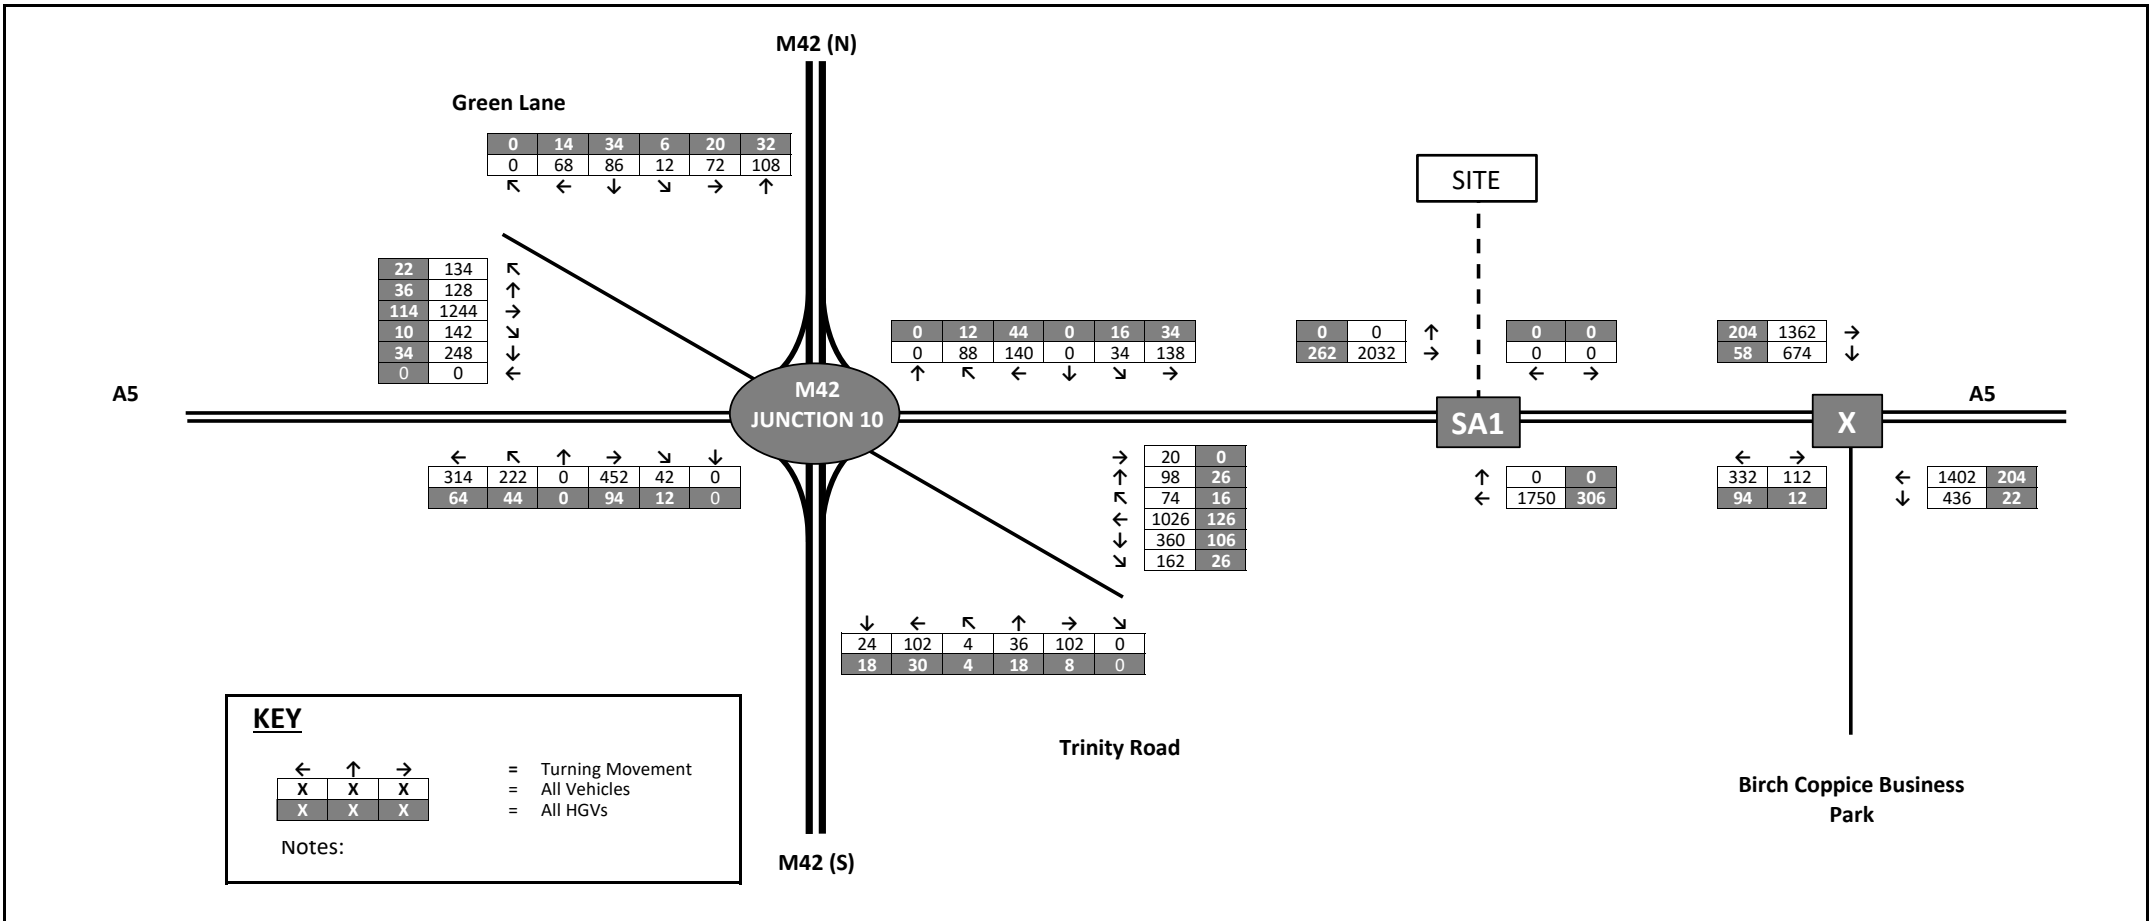 M42 (N)
Green Lane
0 14 34 6 20 32
0 68 86 12 72 108
↖ ← ↓ ↘ → ↑
SITE
22 134 ↖
36 128 ↑
114 1244 →
10 142 ↘
34 248 ↓
0 0 ←
0 12 44 0 16 34
0 88 140 0 34 138
↑ ↖ ← ↓ ↘ →
0 0 ↑
262 2032 →
0 0
0 0
← →
204 1362 →
58 674 ↓
A5
M42
JUNCTION 10
SA1
X
A5
← ↖ ↑ → ↘ ↓
314 222 0 452 42 0
64 44 0 94 12 0
→ 20 0
↑ 98 26
↖ 74 16
← 1026 126
↓ 360 106
↘ 162 26
↑ 0 0
← 1750 306
← →
332 112
94 12
← 1402 204
↓ 436 22
↓ ← ↖ ↑ → ↘
24 102 4 36 102 0
18 30 4 18 8 0
KEY
← ↑ → = Turning Movement
X X X = All Vehicles
X X X = All HGVs
Notes:
Trinity Road
Birch Coppice Business
Park
M42 (S)